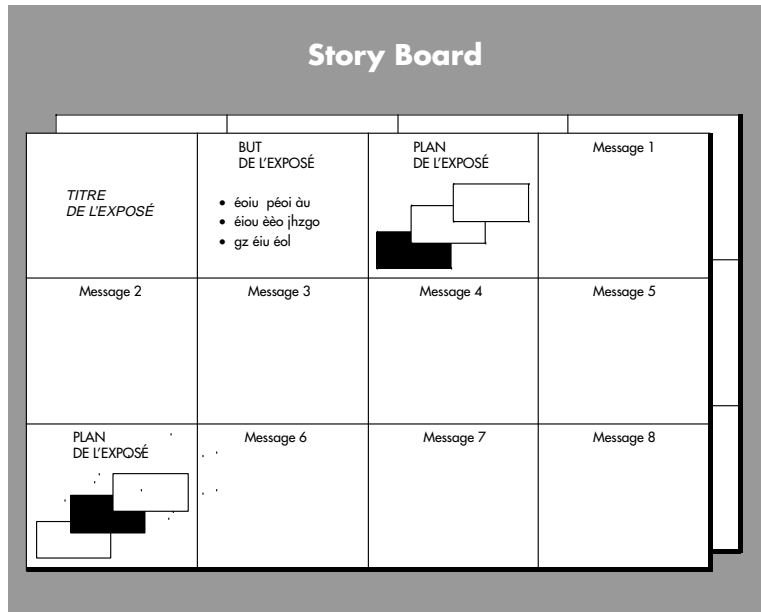 Story Board
TITRE
DE L'EXPOSÉ
BUT
DE L'EXPOSÉ
• éoiu péoi àu
• éiou èèo jhzgo
• gz éiu éol
PLAN
DE L'EXPOSÉ
Message 1
Message 2
Message 3
Message 4
Message 5
PLAN
DE L'EXPOSÉ
Message 6
Message 7
Message 8